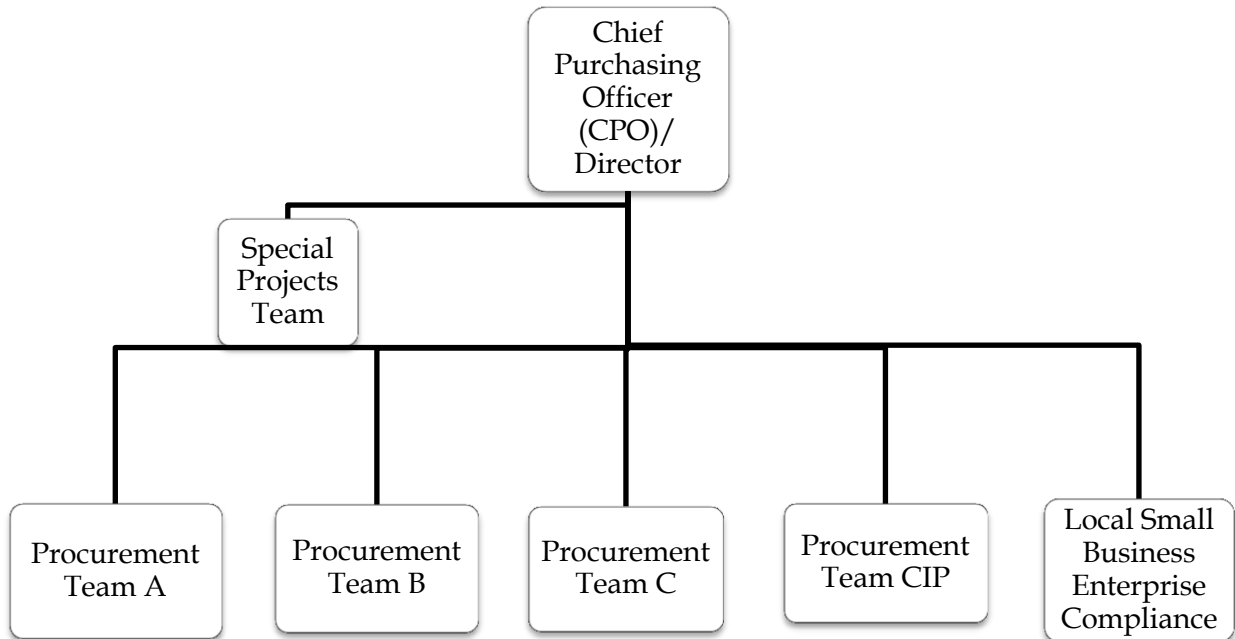 Chief
Purchasing
Officer
(CPO)/
Director
Special
Projects
Team
Procurement
Team A
Procurement
Team B
Procurement
Team C
Procurement
Team CIP
Local Small
Business
Enterprise
Compliance